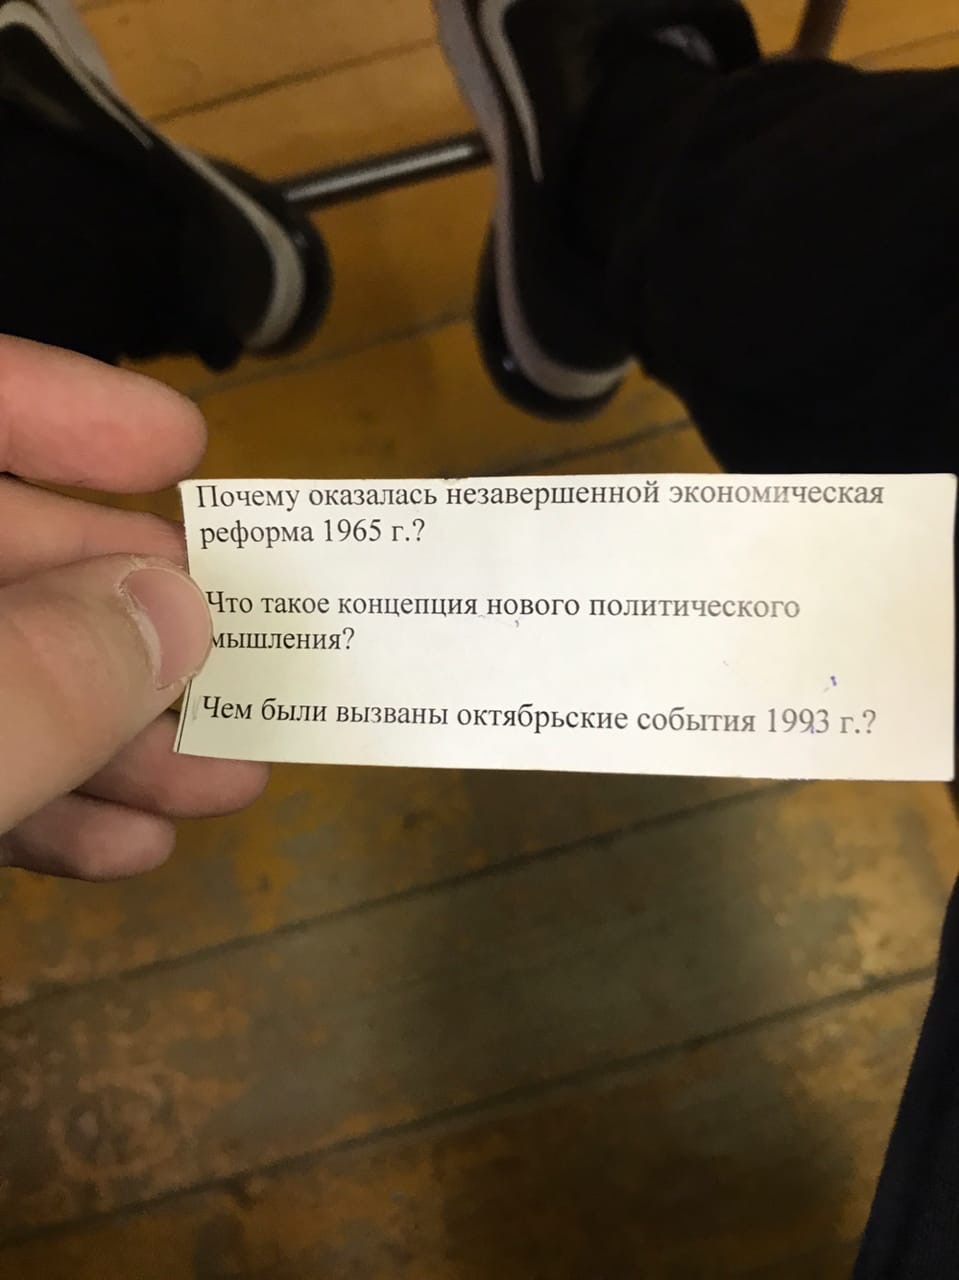 Почему оказалась незавершенной экономическая
реформа 1965 г.?
Что такое концепция нового политического
мышления?
Чем были вызваны октябрьские события 1993 г.?